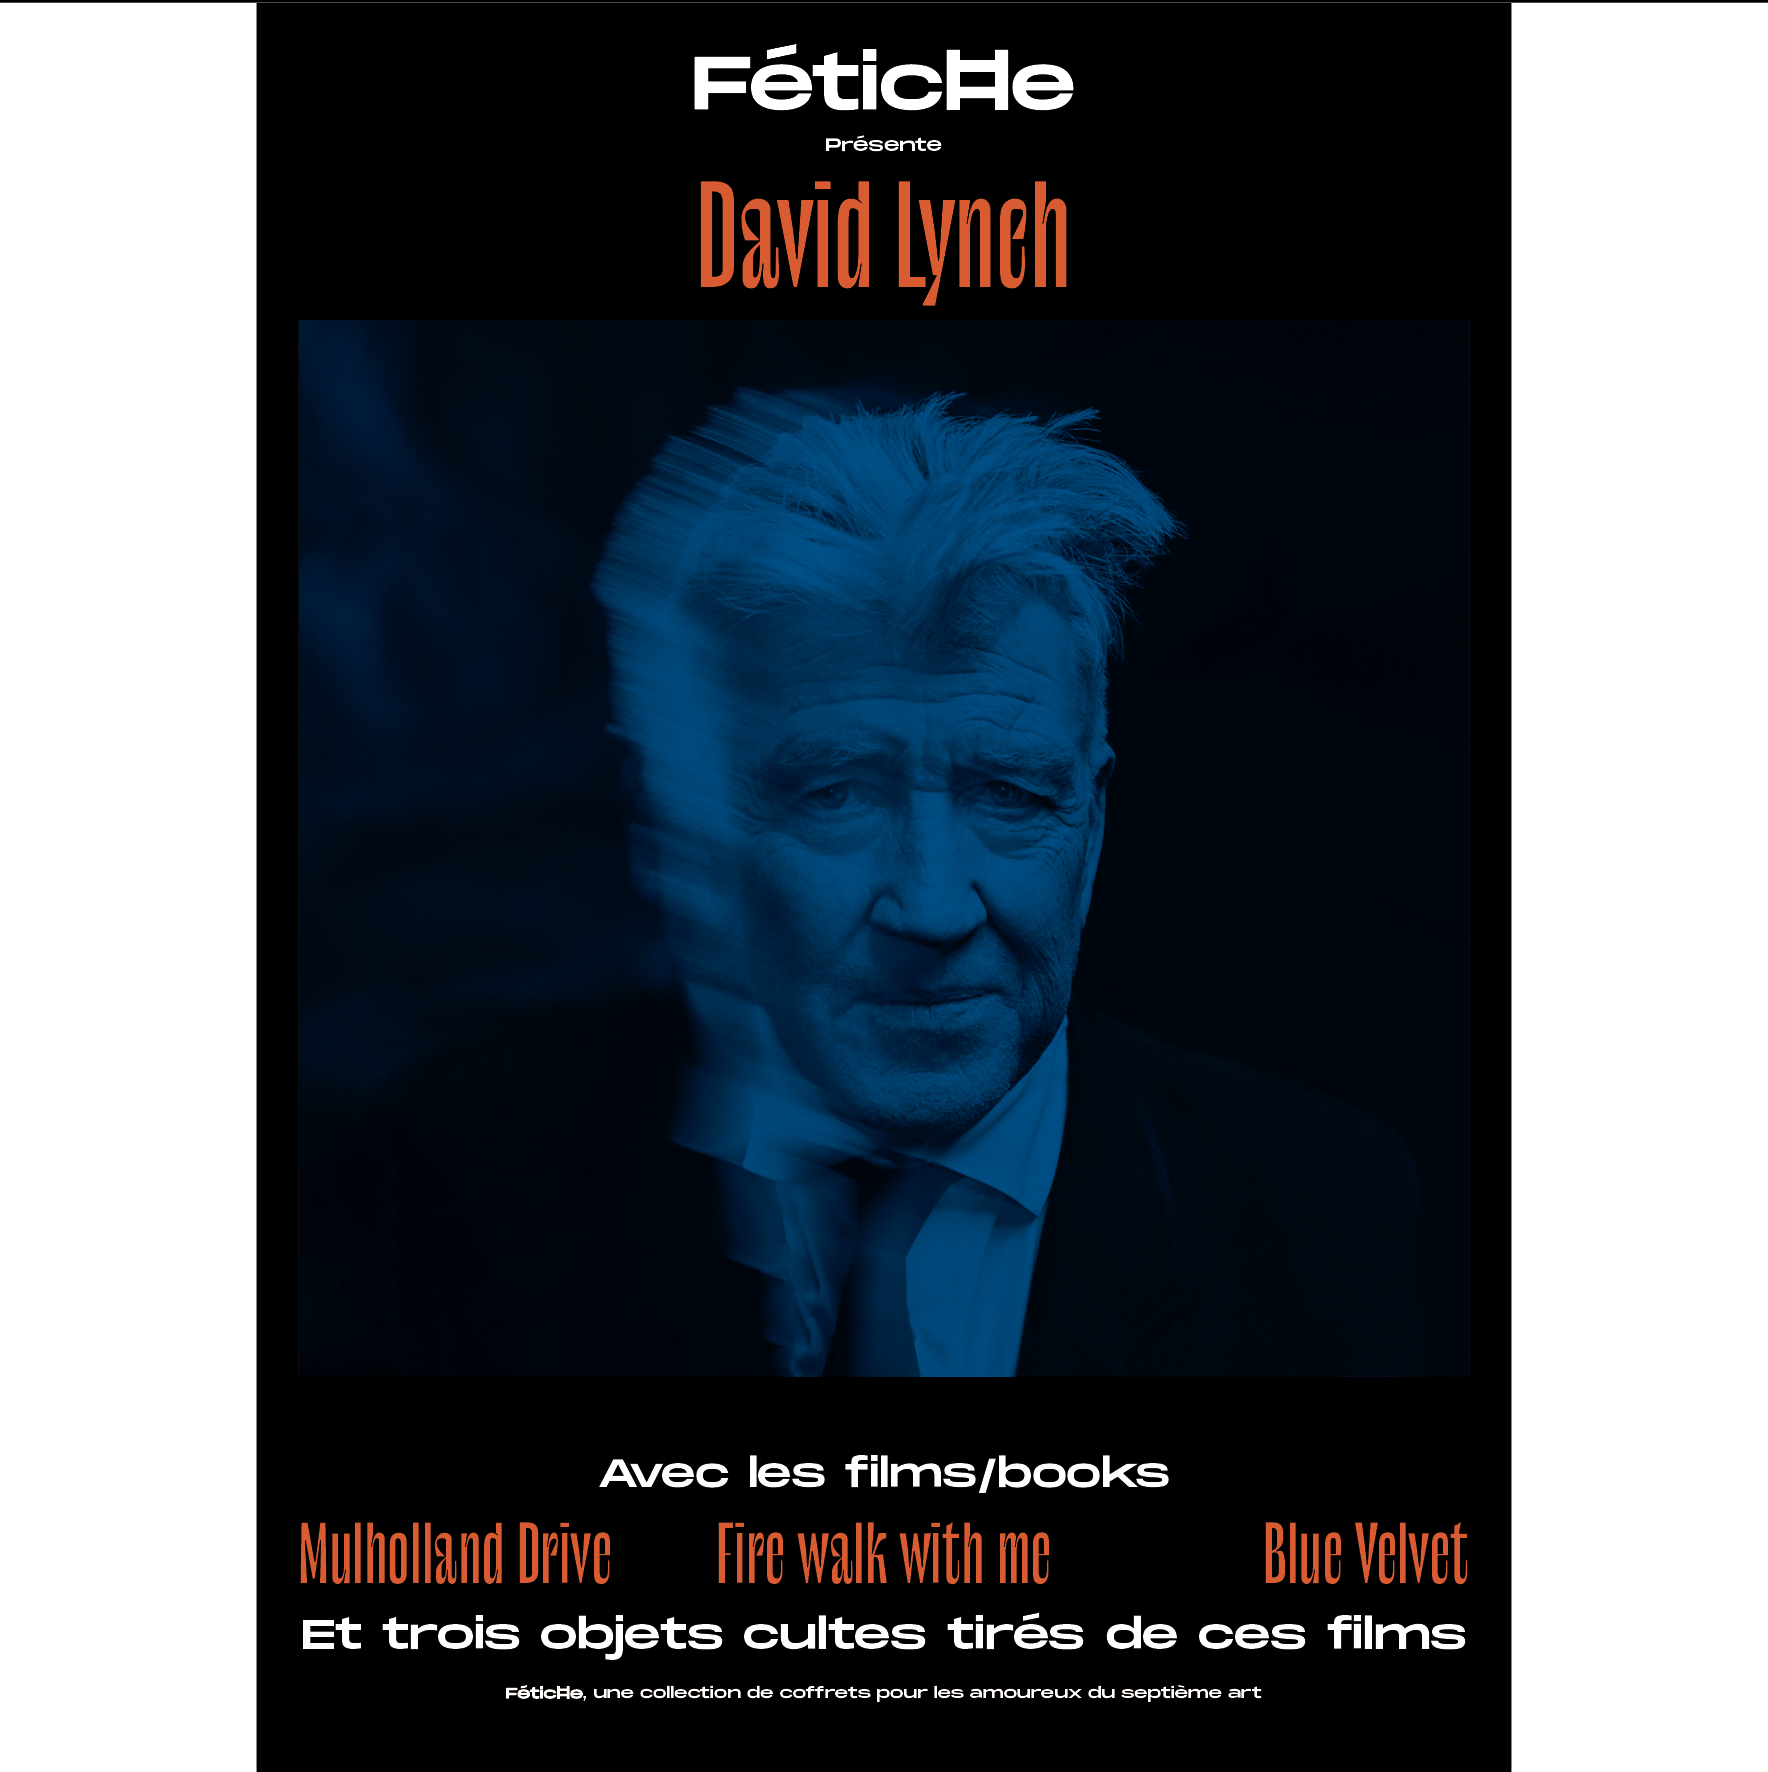 FéticHe
Présente
David Lynch
Avec les films/books
Mulholland Drive Fire walk with me Blue Velvet
Et trois objets cultes tirés de ces films
FéticHe, une collection de coffrets pour les amoureux du septième art